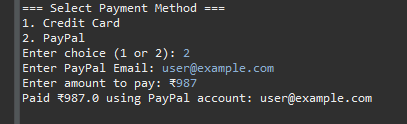 === Select Payment Method ===
1. Credit Card
2. PayPal
Enter choice (1 or 2): 2
Enter PayPal Email: user@example.com
Enter amount to pay: ₹987
Paid ₹987.0 using PayPal account: user@example.com